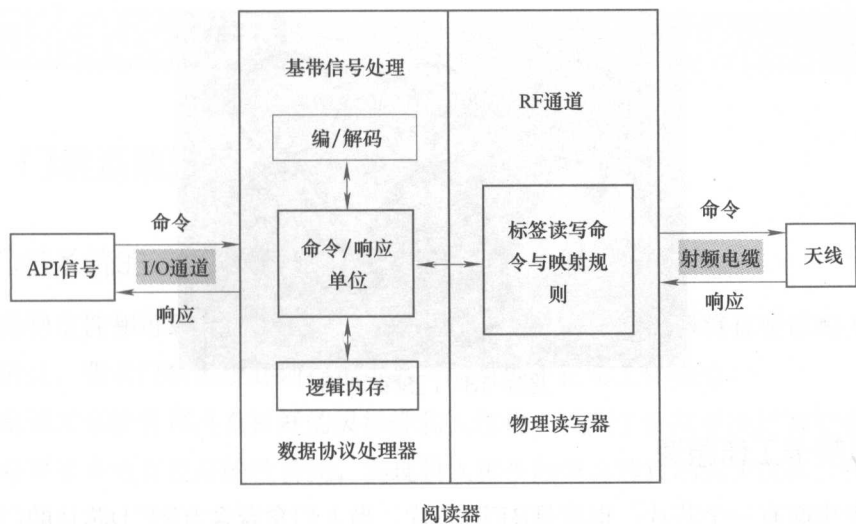 基带信号处理
RF通道
编/解码
命令
API信号
I/O通道
响应
命令/响应
单位
标签读写命
令与映射规
则
命令
射频电缆
天线
响应
逻辑内存
数据协议处理器
物理读写器
阅读器